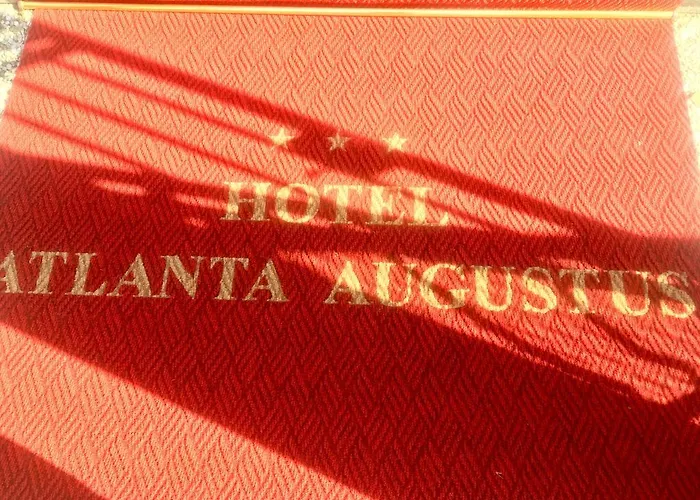 ★ ★ ★
HOTEL
ATLANTA AUGUSTUS